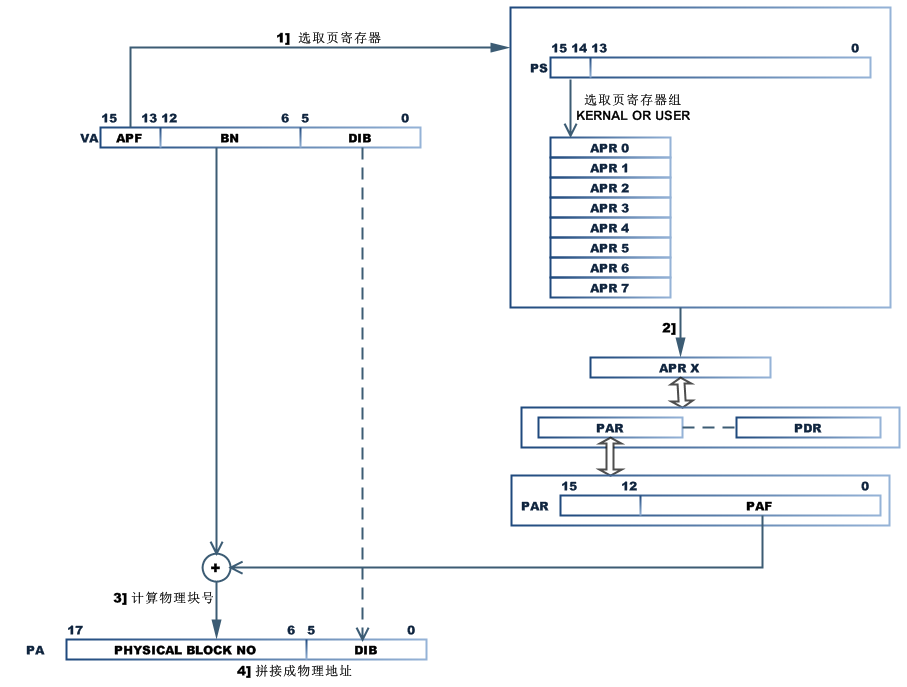 1] 选取页寄存器
15 14 13 0
PS
选取页寄存器组
KERNAL OR USER
15 13 12 6 5 0
VA APF BN DIB
APR 0
APR 1
APR 2
APR 3
APR 4
APR 5
APR 6
APR 7
2]
APR X
PAR PDR
15 12 0
PAR PAF
+
3] 计算物理块号
17 6 5 0
PA PHYSICAL BLOCK NO DIB
4] 拼接成物理地址